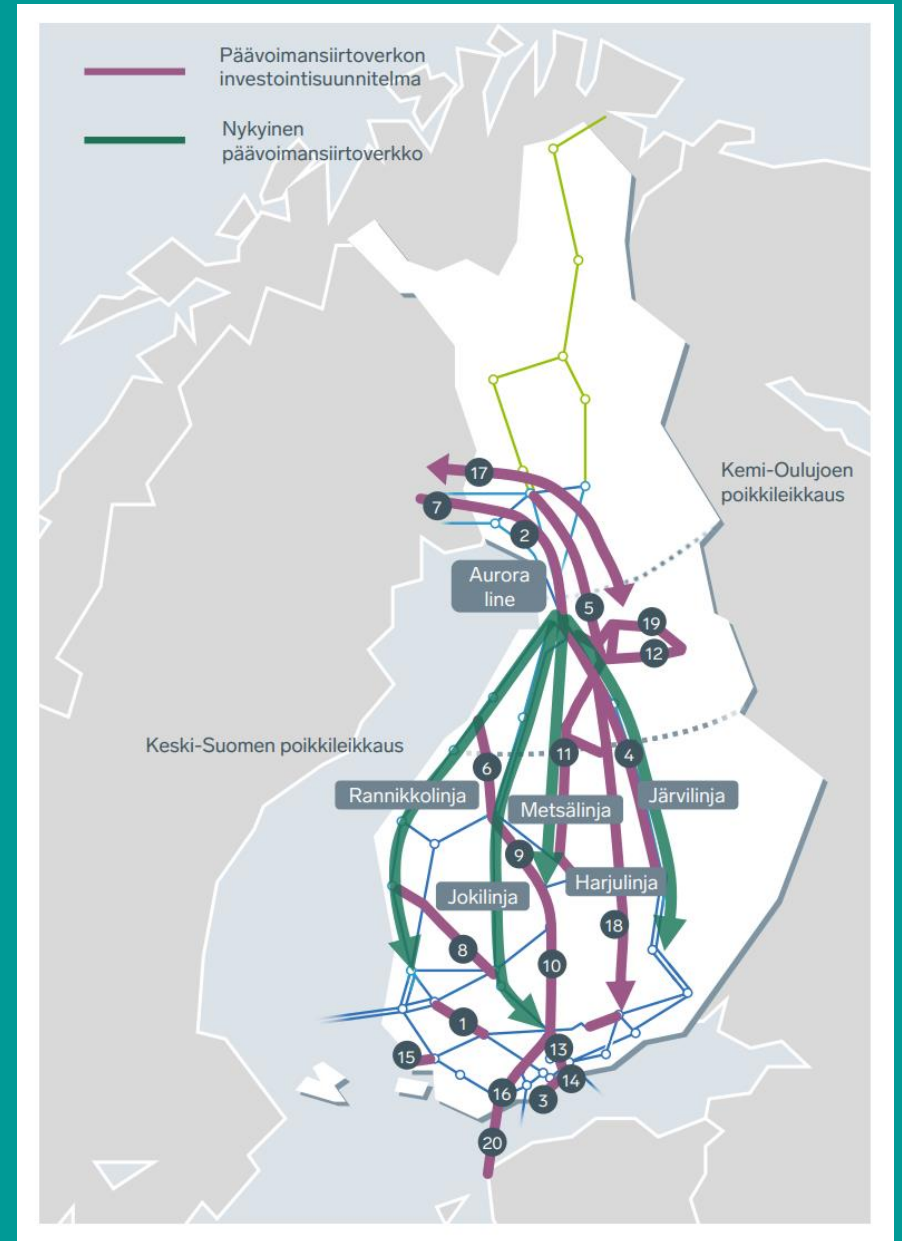 Päävoimansiirtoverkon
investointisuunnitelma
Nykyinen
päävoimansiirtoverkko
17
7
2
Kemi-Oulujoen
poikkileikkaus
Aurora
line
5
19
12
Keski-Suomen poikkileikkaus
11
4
6
Rannikkolinja
Metsälinja
Järvilinja
9
Harjulinja
Jokilinja
18
8
10
1
13
15
14
16
3
20